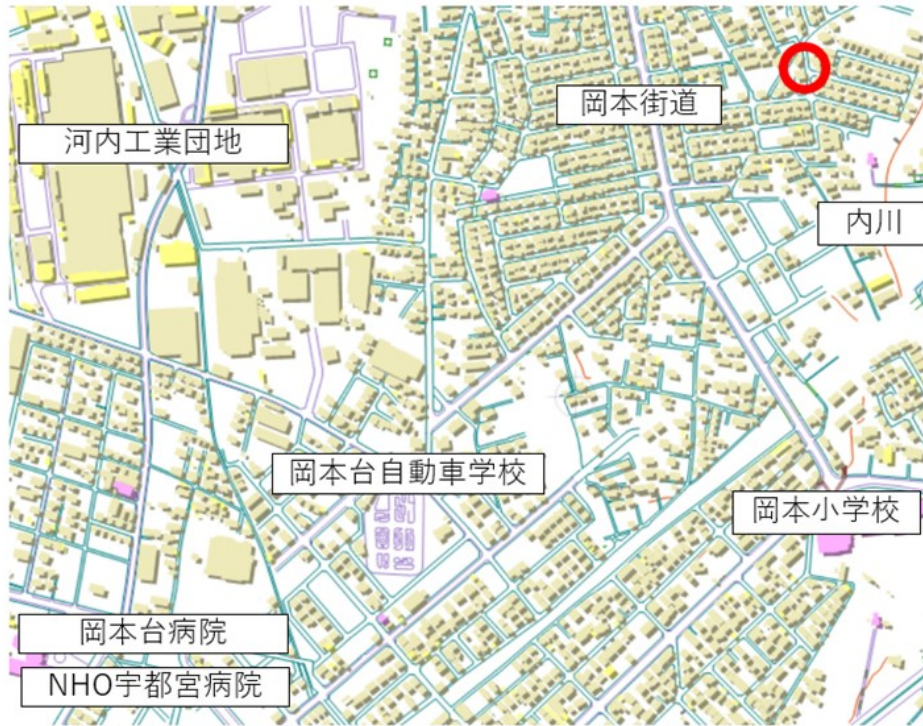 岡本街道
河内工業団地
内川
岡本台自動車学校
岡本小学校
岡本台病院
NHO宇都宮病院